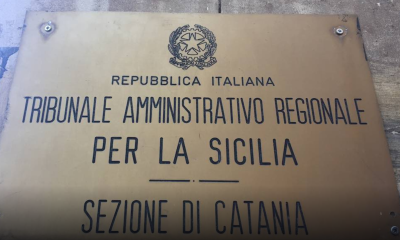 REPUBBLICA ITALIANA
TRIBUNALE AMMINISTRATIVO REGIONALE
PER LA SICILIA
SEZIONE DI CATANIA